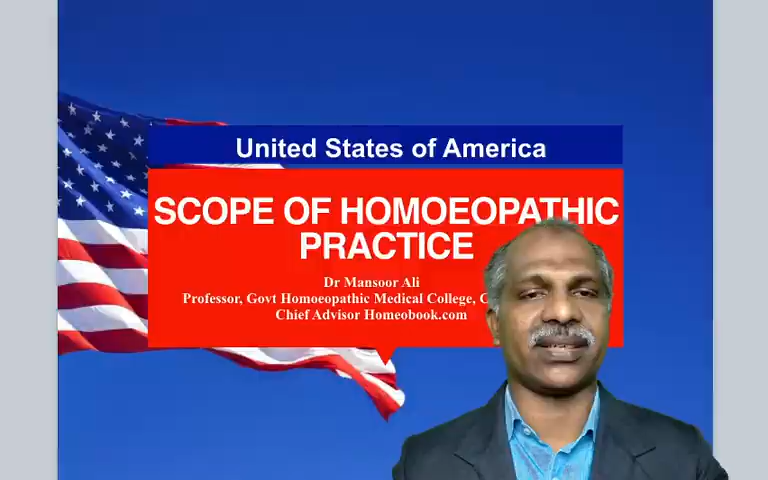 United States of America
SCOPE OF HOMOEOPATHIC
PRACTICE
Dr Mansoor Ali
Professor, Govt Homoeopathic Medical College,
Chief Advisor Homeobook.com